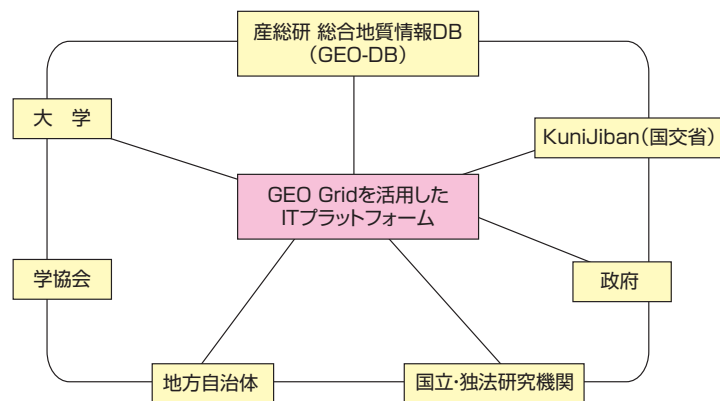 産総研 総合地質情報DB
（GEO-DB）
大　学
KuniJiban（国交省）
GEO Gridを活用した
ITプラットフォーム
学協会
政府
地方自治体
国立・独法研究機関